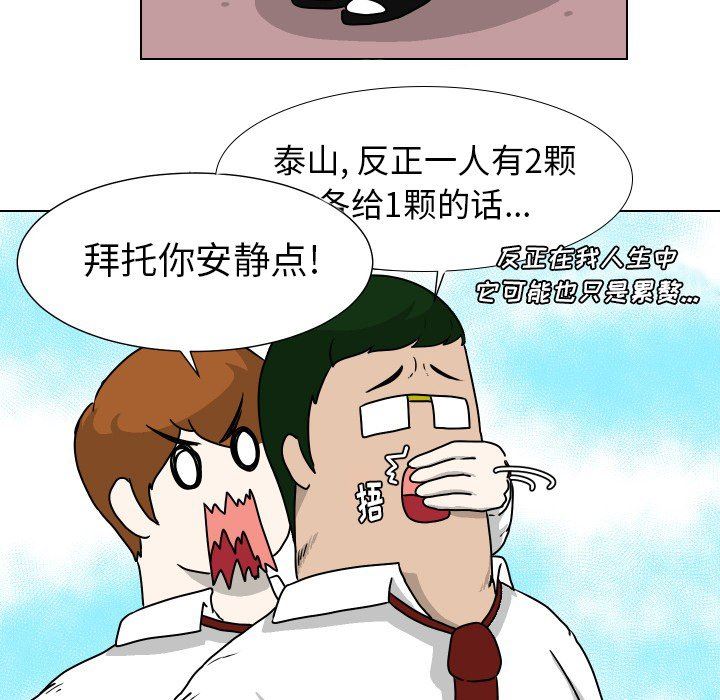 泰山, 反正一人有2颗
各给1颗的话...
拜托你安静点!
反正在我人生中
它可能也只是累赘...
捂